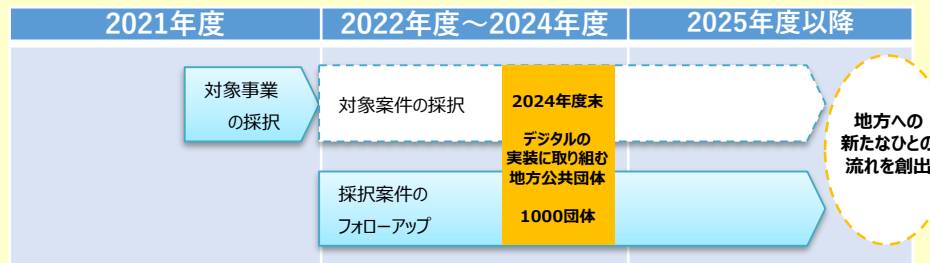 2021年度
2022年度~2024年度
2025年度以降
対象事業
の採択
対象案件の採択
2024年度末
デジタルの
実装に取り組む
地方公共団体
1000団体
採択案件の
フォローアップ
地方への
新たなひとの
流れを創出